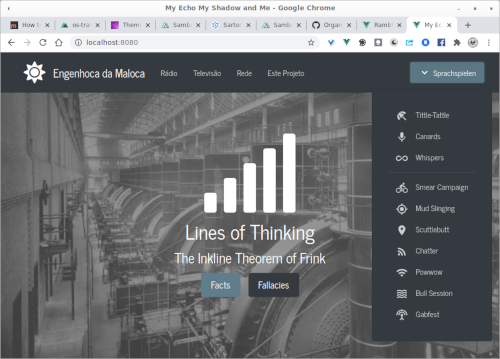 My Echo My Shadow and Me - Google Chrome
How t
os-tra
Them
Samb
Sarto
Samb
Organ
Ramb
My Ec
localhost:8080
Engenhoca da Maloca
Rádio
Televisão
Rede
Este Projeto
Sprachspielen
Tittle-Tattle
Canards
Whispers
Smear Campaign
Mud Slinging
Scuttlebutt
Chatter
Powwow
Bull Session
Gabfest
Lines of Thinking
The Inkline Theorem of Frink
Facts
Fallacies